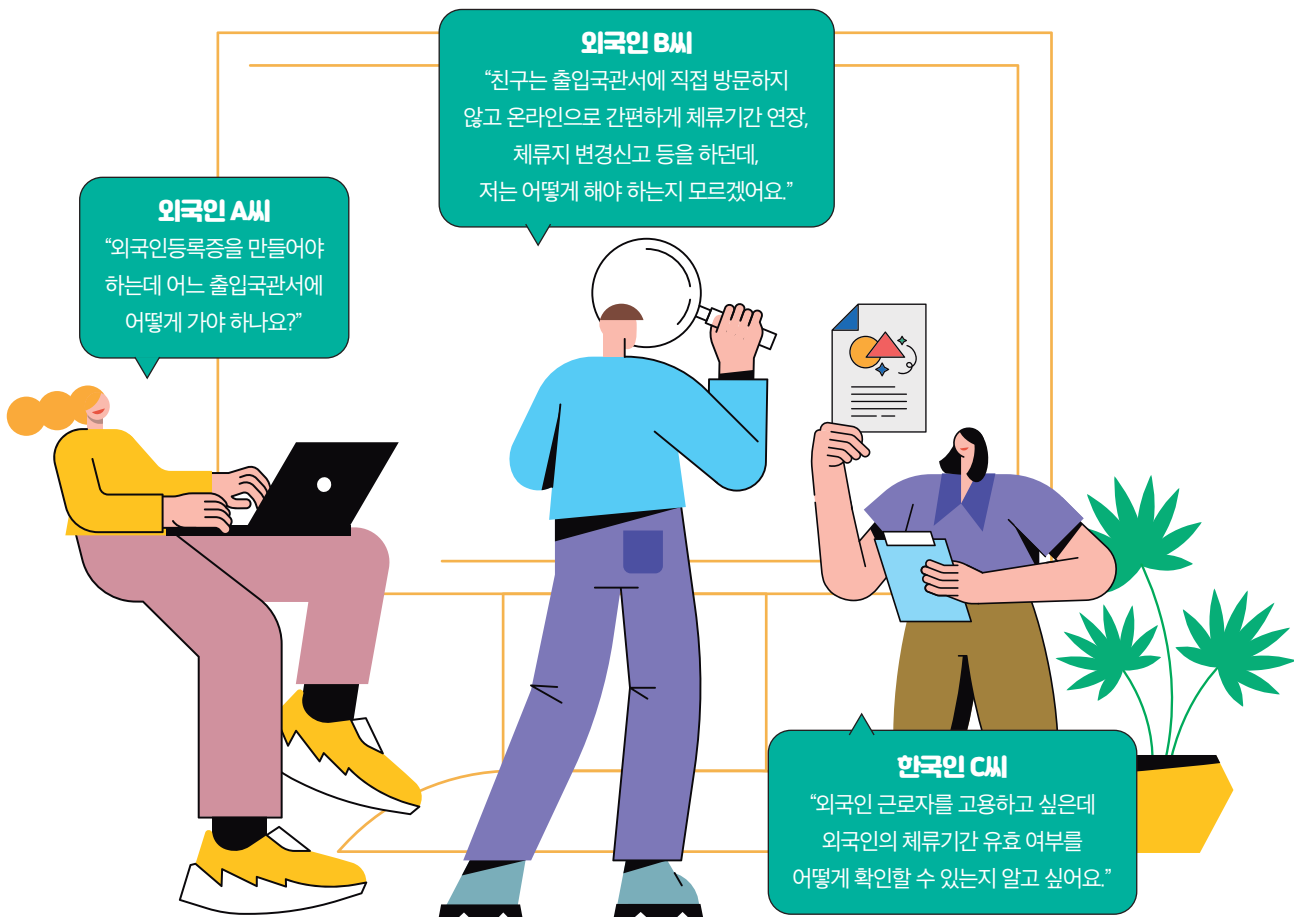 외국인 B씨
“친구는 출입국관서에 직접 방문하지
않고 온라인으로 간편하게 체류기간 연장,
체류지 변경신고 등을 하던데,
저는 어떻게 해야 하는지 모르겠어요.”
외국인 A씨
“외국인등록증을 만들어야
하는데 어느 출입국관서에
어떻게 가야 하나요?”
한국인 C씨
“외국인 근로자를 고용하고 싶은데
외국인의 체류기간 유효 여부를
어떻게 확인할 수 있는지 알고 싶어요.”